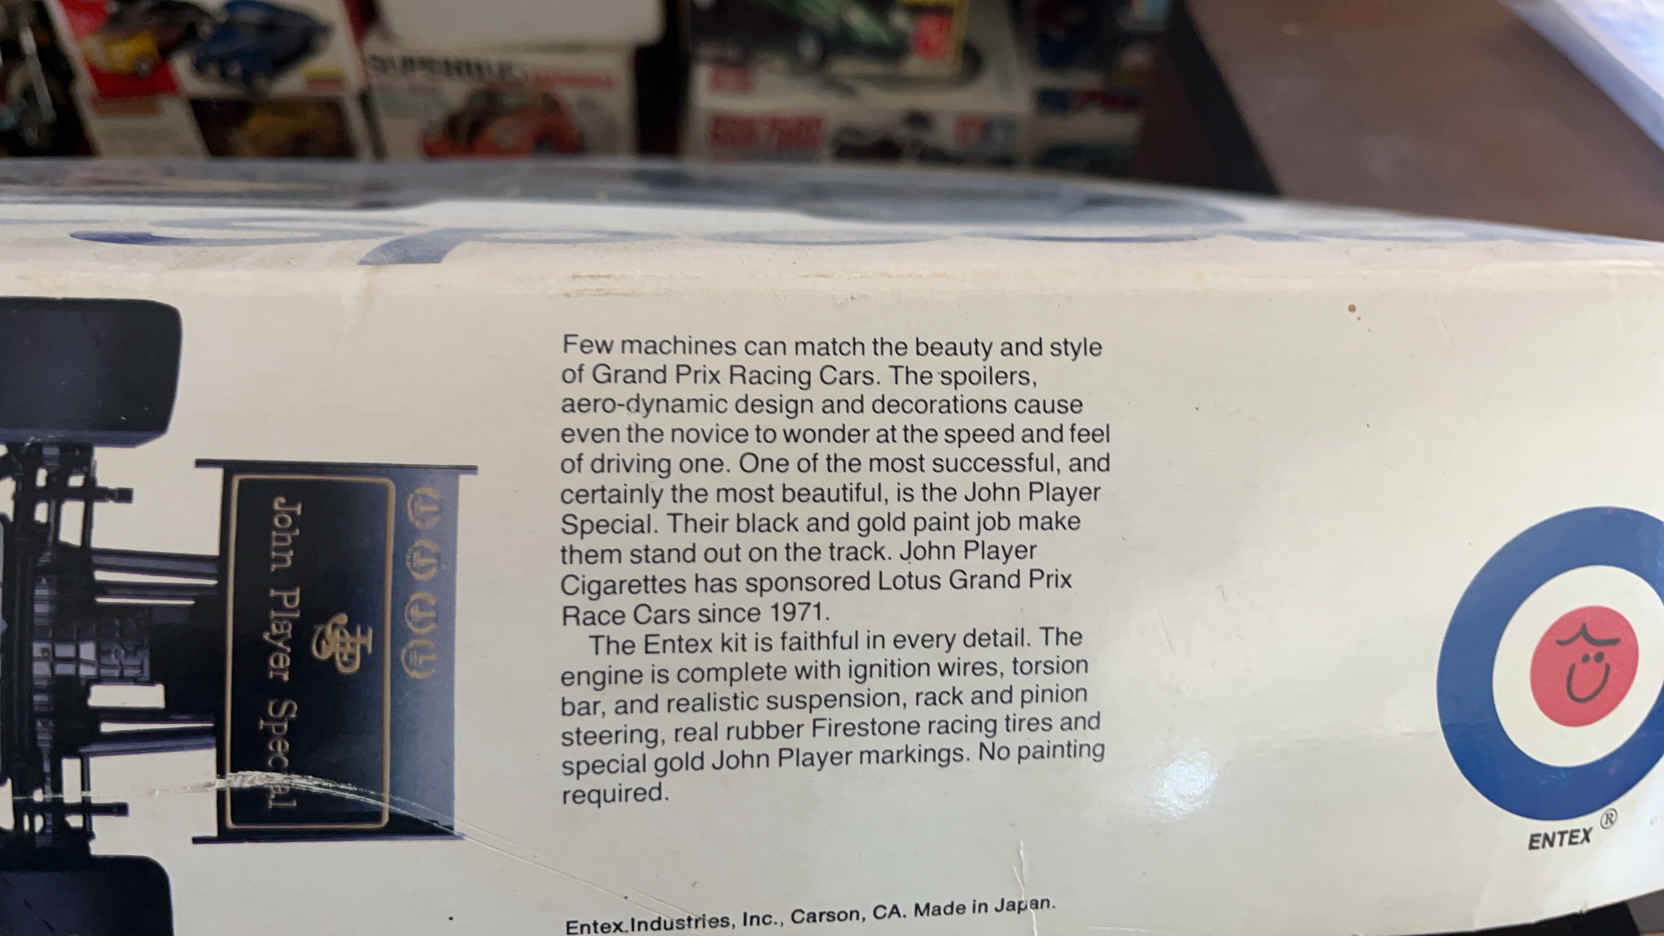 Few machines can match the beauty and style
of Grand Prix Racing Cars. The spoilers,
aero-dynamic design and decorations cause
even the novice to wonder at the speed and feel
of driving one. One of the most successful, and
certainly the most beautiful, is the John Player
Special. Their black and gold paint job make
them stand out on the track. John Player
Cigarettes has sponsored Lotus Grand Prix
Race Cars since 1971.
The Entex kit is faithful in every detail. The
engine is complete with ignition wires, torsion
bar, and realistic suspension, rack and pinion
steering, real rubber Firestone racing tires and
special gold John Player markings. No painting
required.
Entex Industries, Inc., Carson, CA. Made in Japan.
John Player Special
JPS
ENTEX ®